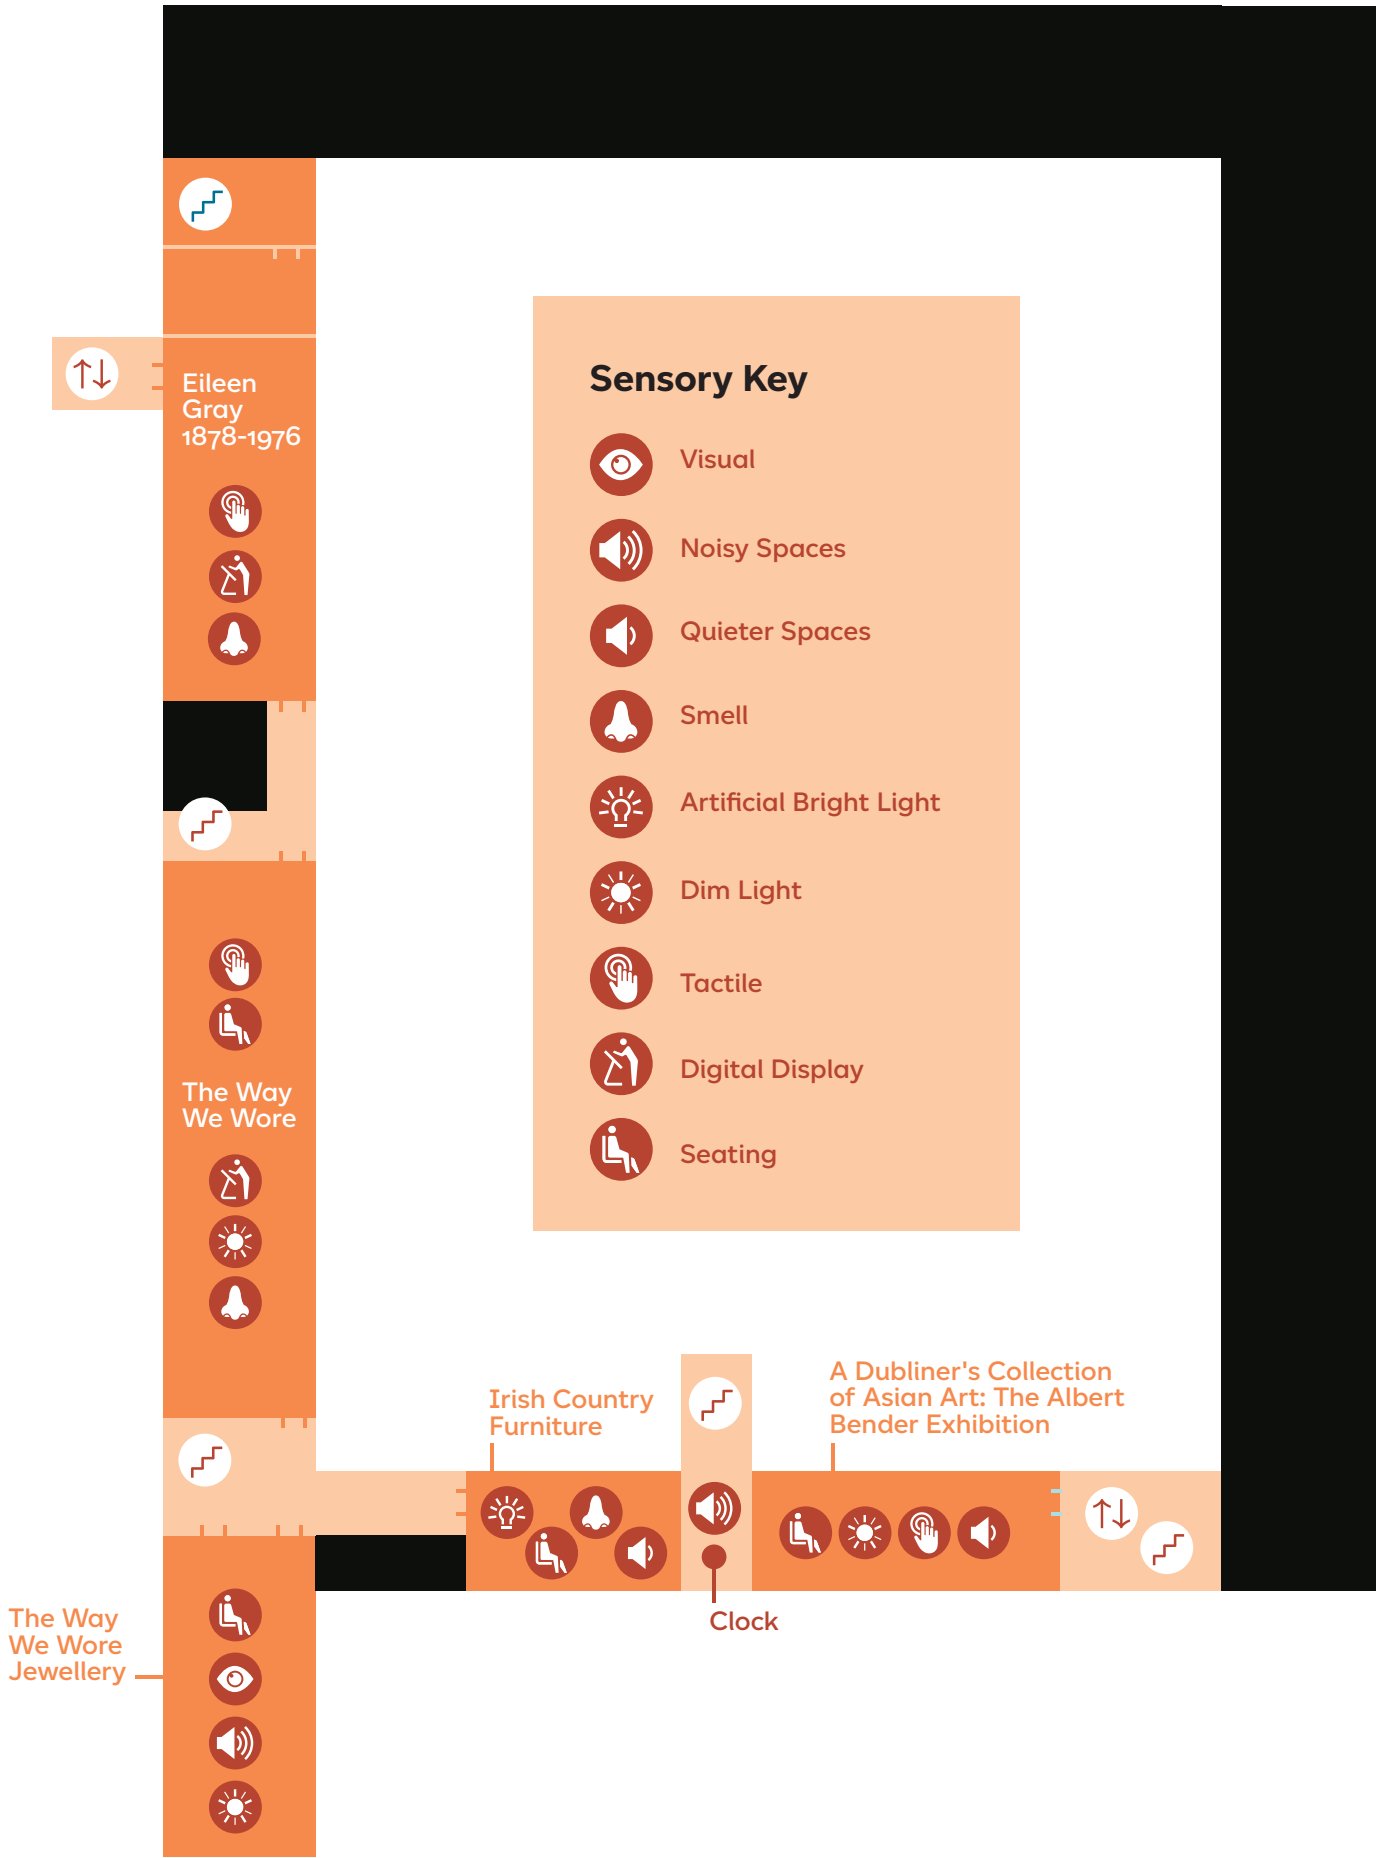 Eileen
Gray
1878-1976
Sensory Key
Visual
Noisy Spaces
Quieter Spaces
Smell
Artificial Bright Light
Dim Light
Tactile
Digital Display
Seating
The Way
We Wore
Irish Country
Furniture
A Dubliner's Collection
of Asian Art: The Albert
Bender Exhibition
Clock
The Way
We Wore
Jewellery